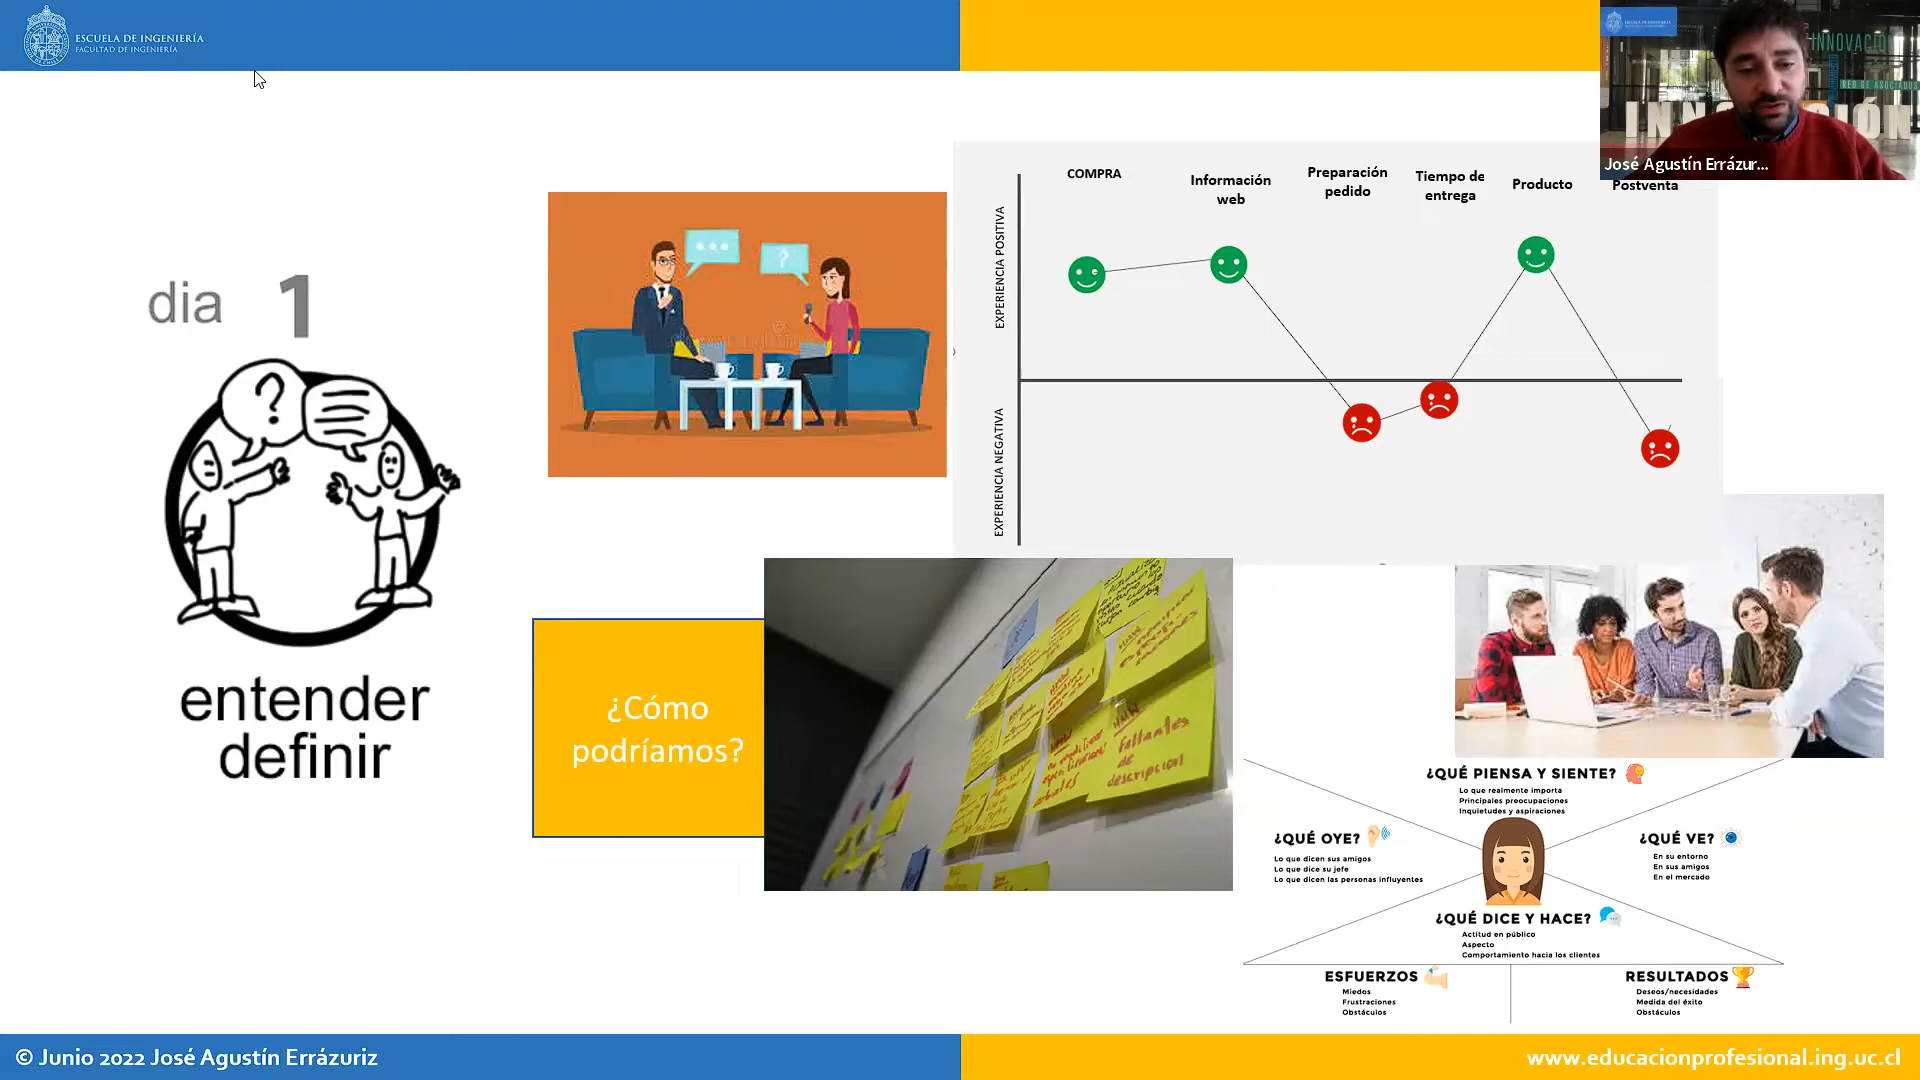 ESCUELA DE INGENIERÍA
FACULTAD DE INGENIERÍA
INNOVACIÓN
RED DE ASOCIADOS
José Agustín Errázur...
dia 1
entender
definir
...
?
COMPRA
Información
web
Preparación
pedido
Tiempo de
entrega
Producto
Postventa
EXPERIENCIA POSITIVA
EXPERIENCIA NEGATIVA
¿Cómo
podríamos?
Faltantes
de
descripcion
¿QUÉ PIENSA Y SIENTE?
Lo que realmente importa
Principales preocupaciones
Inquietudes y aspiraciones
¿QUÉ OYE?
Lo que dicen sus amigos
Lo que dice su jefe
Lo que dicen las personas influyentes
¿QUÉ VE?
En su entorno
En sus amigos
En el mercado
¿QUÉ DICE Y HACE?
Actitud en público
Aspecto
Comportamiento hacia los clientes
ESFUERZOS
Miedos
Frustraciones
Obstáculos
RESULTADOS
Deseos/necesidades
Medida del éxito
Obstáculos
© Junio 2022 José Agustín Errázuriz
www.educacionprofesional.ing.uc.cl